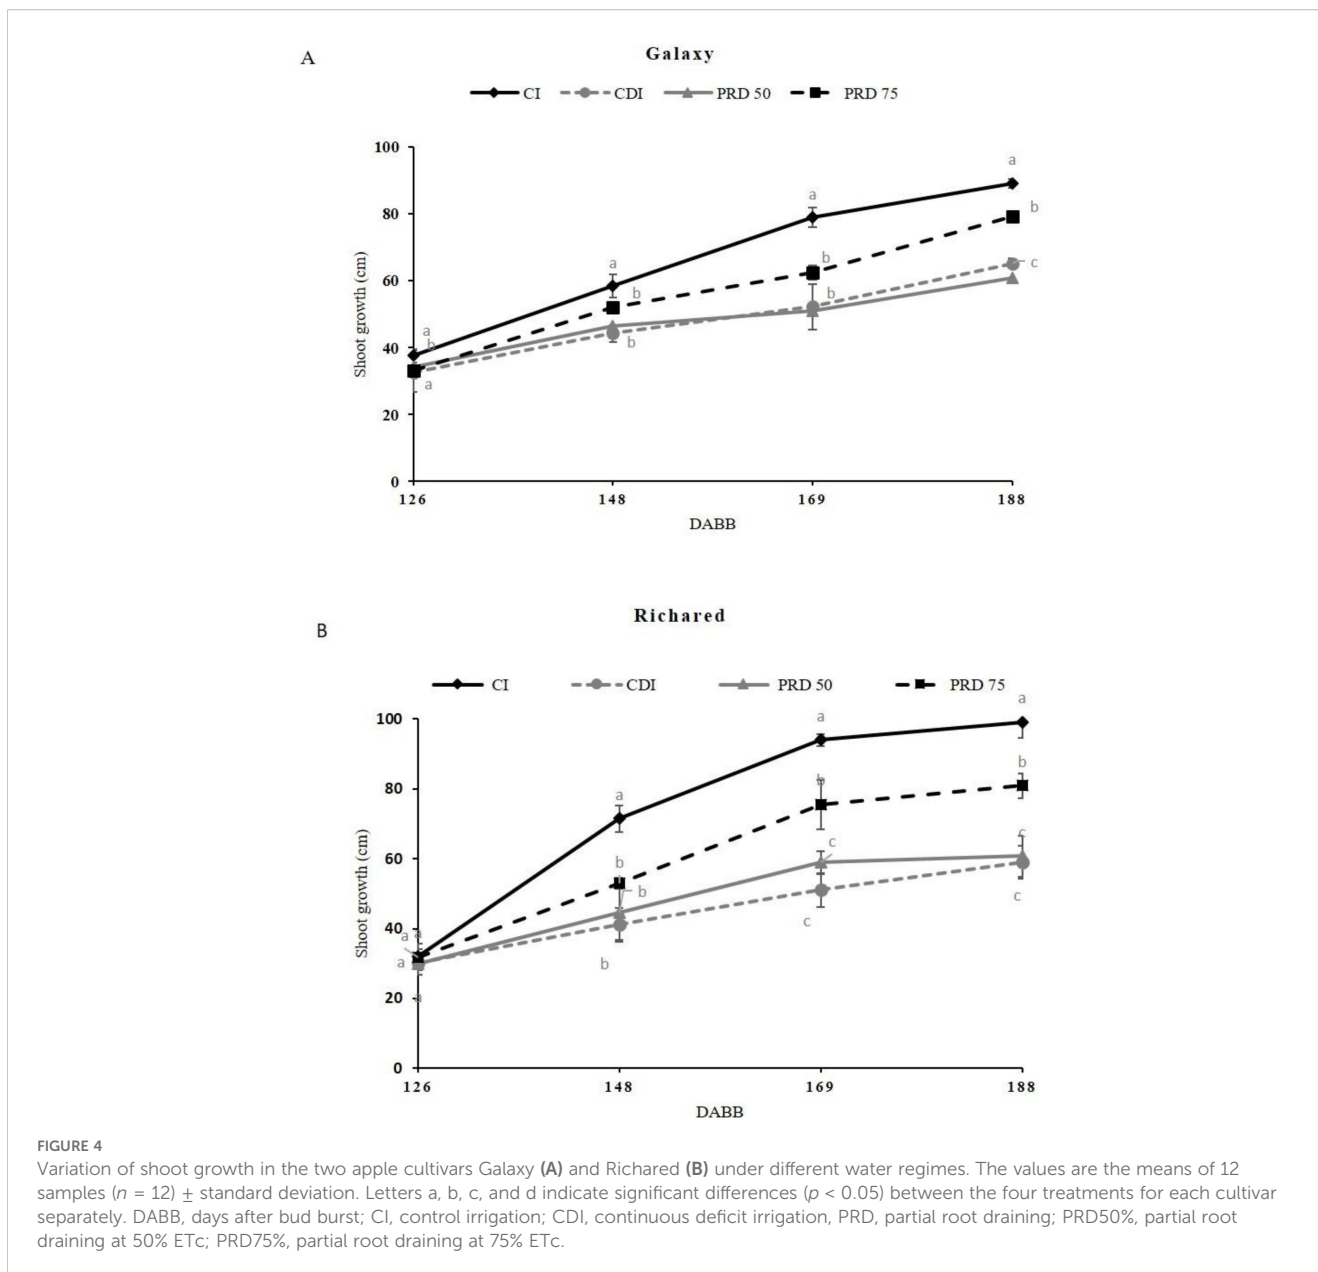 A
Galaxy
CI CDI PRD 50 PRD 75
100
80
60
40
20
0
Shoot growth (cm)
a
b
a
a
b
b
a
b
b
a
b
c
126 148 169 188
DABB
B
Richared
CI CDI PRD 50 PRD 75
100
80
60
40
20
0
Shoot growth (cm)
a
a
a
a
a
b
b
b
a
b
c
c
a
b
c
c
126 148 169 188
DABB
FIGURE 4
Variation of shoot growth in the two apple cultivars Galaxy (A) and Richared (B) under different water regimes. The values are the means of 12
samples (n = 12) ± standard deviation. Letters a, b, c, and d indicate significant differences (p < 0.05) between the four treatments for each cultivar
separately. DABB, days after bud burst; CI, control irrigation; CDI, continuous deficit irrigation, PRD, partial root
draining; PRD50%, partial root
draining at 50% ETc; PRD75%, partial root draining at 75% ETc.